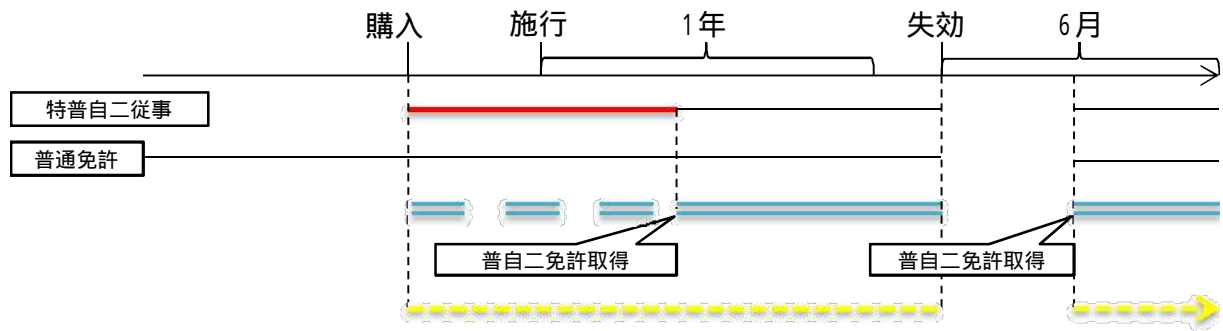 購入
施行
1年
失効
6月
特普自二従事
普通免許
普自二免許取得
普自二免許取得